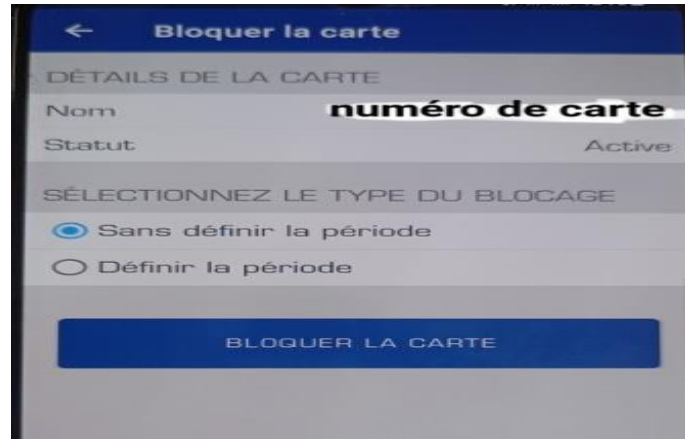 Bloquer la carte
DÉTAILS DE LA CARTE
Nom numéro de carte
Statut Active
SÉLECTIONNEZ LE TYPE DU BLOCAGE
Sans définir la période
Définir la période
BLOQUER LA CARTE